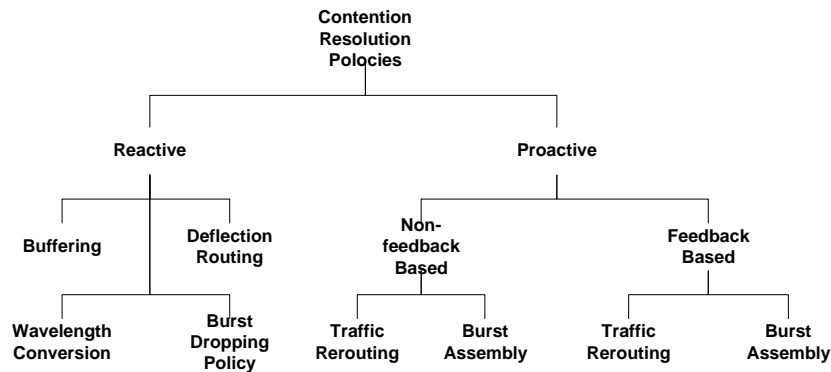 Contention
Resolution
Polocies
Reactive
Proactive
Buffering
Deflection
Routing
Non-
feedback
Based
Feedback
Based
Wavelength
Conversion
Burst
Dropping
Policy
Traffic
Rerouting
Burst
Assembly
Traffic
Rerouting
Burst
Assembly